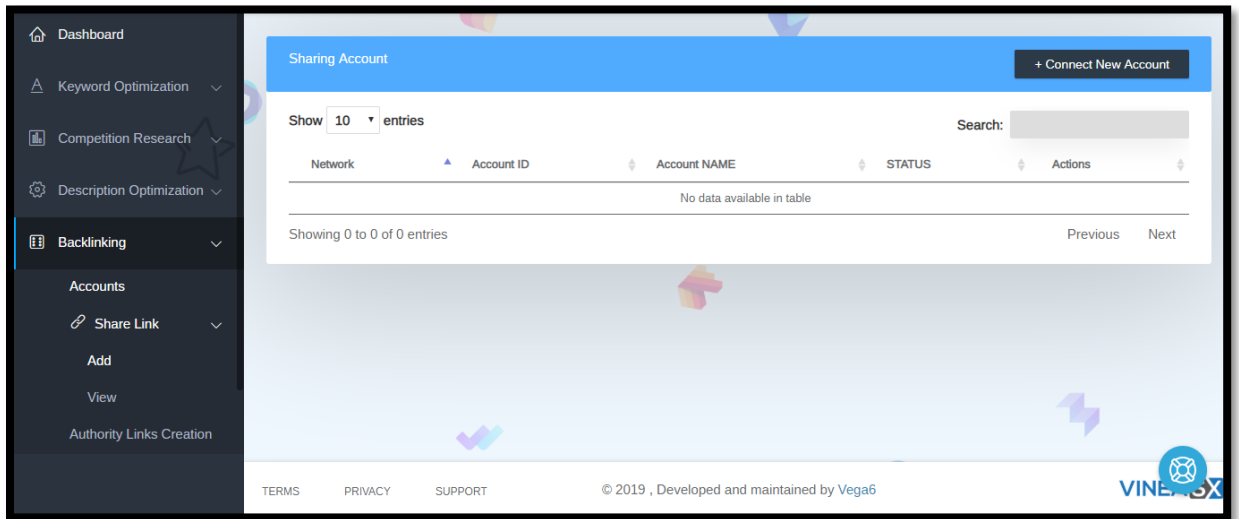 Dashboard
Keyword Optimization
Competition Research
Description Optimization
Backlinking
Accounts
Share Link
Add
View
Authority Links Creation
Sharing Account
+ Connect New Account
Show 10 entries
Search:
Network Account ID Account NAME STATUS Actions
No data available in table
Showing 0 to 0 of 0 entries
Previous Next
TERMS PRIVACY SUPPORT © 2019 , Developed and maintained by Vega6